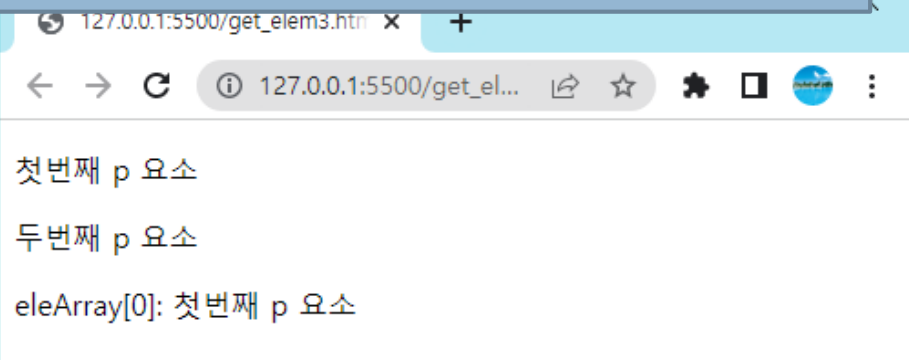 127.0.0.1:5500/get_elem3.htm
127.0.0.1:5500/get_el...
첫번째 p 요소
두번째 p 요소
eleArray[0]: 첫번째 p 요소